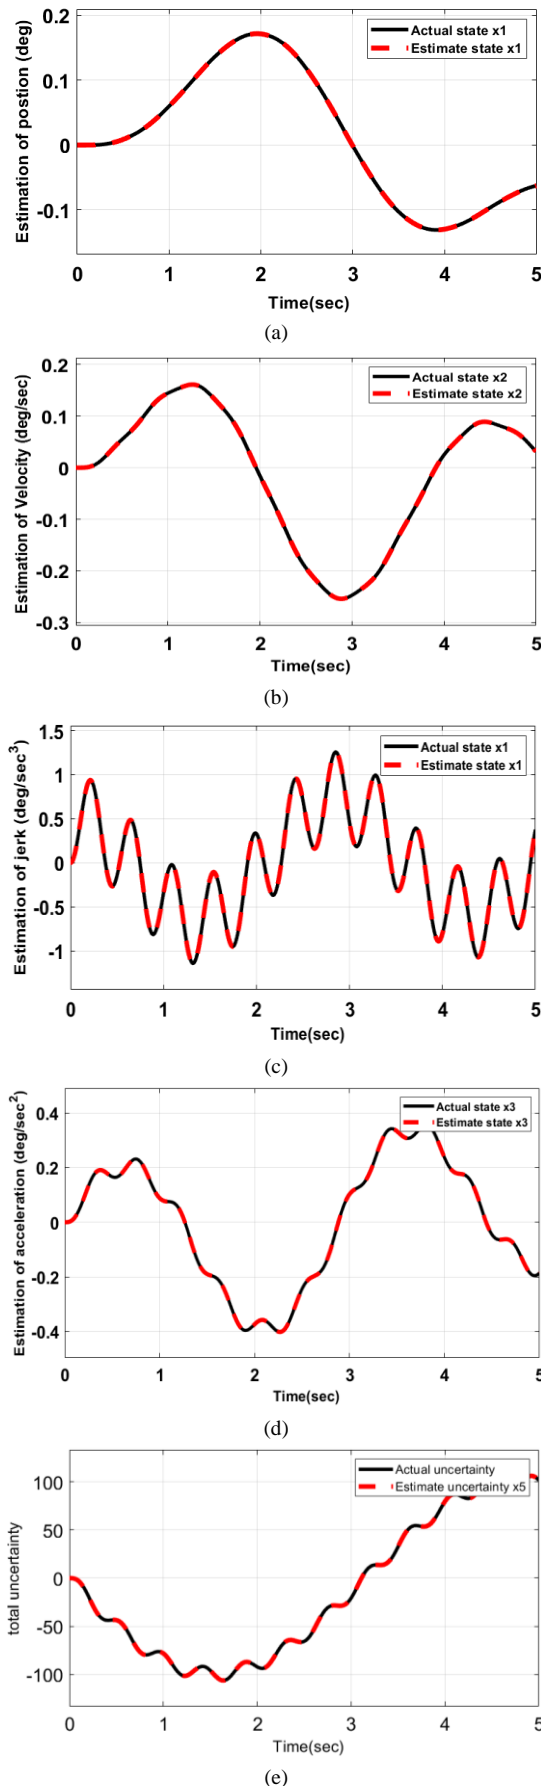 0.2
0.1
0
-0.1
Estimation of postion (deg)
Actual state x1
Estimate state x1
0 1 2 3 4 5
Time(sec)
(a)
0.2
0.1
0
-0.1
-0.2
-0.3
Estimation of Velocity (deg/sec)
Actual state x2
Estimate state x2
0 1 2 3 4 5
Time(sec)
(b)
1.5
1
0.5
0
-0.5
-1
Estimation of jerk (deg/sec³)
Actual state x1
Estimate state x1
0 1 2 3 4 5
Time(sec)
(c)
0.4
0.2
0
-0.2
-0.4
Estimation of acceleration (deg/sec²)
Actual state x3
Estimate state x3
0 1 2 3 4 5
Time(sec)
(d)
100
50
0
-50
-100
total uncertainty
Actual uncertainty
Estimate uncertainty x5
0 1 2 3 4 5
Time(sec)
(e)